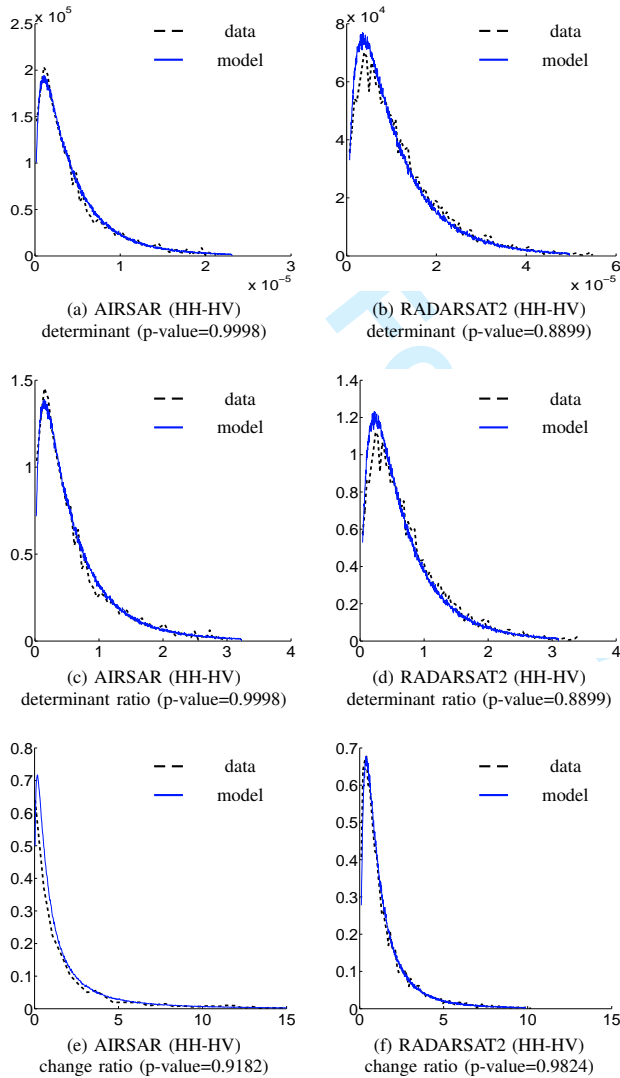 2.5 x 10^5
data
model
2
1.5
1
0.5
0
0 1 2 3
x 10^−5
(a) AIRSAR (HH-HV)
determinant (p-value=0.9998)
8 x 10^4
data
model
6
4
2
0
0 2 4 6
x 10^−5
(b) RADARSAT2 (HH-HV)
determinant (p-value=0.8899)
1.5
data
model
1
0.5
0
0 1 2 3 4
(c) AIRSAR (HH-HV)
determinant ratio (p-value=0.9998)
1.4
data
1.2
model
1
0.8
0.6
0.4
0.2
0
0 1 2 3 4
(d) RADARSAT2 (HH-HV)
determinant ratio (p-value=0.8899)
0.8
data
0.7
model
0.6
0.5
0.4
0.3
0.2
0.1
0
0 5 10 15
(e) AIRSAR (HH-HV)
change ratio (p-value=0.9182)
0.7
data
0.6
model
0.5
0.4
0.3
0.2
0.1
0
0 5 10 15
(f) RADARSAT2 (HH-HV)
change ratio (p-value=0.9824)